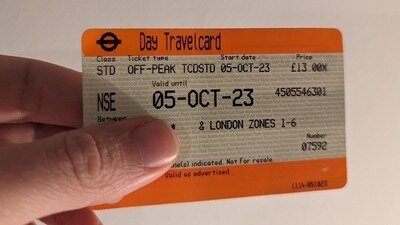 Day Travelcard
Class Ticket type Start date Price
STD OFF-PEAK TCDSTD 05-OCT-23 £13.00X
Valid until
NSE 05-OCT-23 4505546301
Between
& LONDON ZONES 1-6
Number
07592
indicated. Not for resale
Valid as advertised
1114 051023